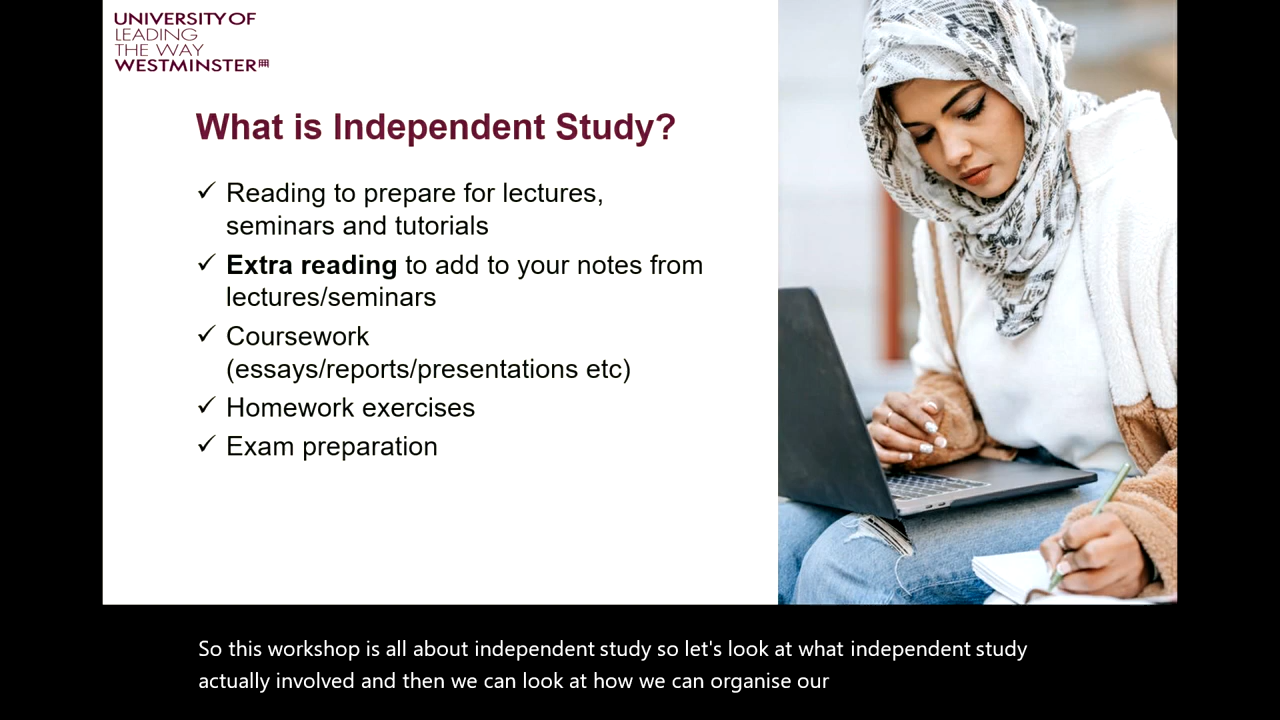 UNIVERSITY OF
LEADING
THE WAY
WESTMINSTER
What is Independent Study?
✓ Reading to prepare for lectures,
seminars and tutorials
✓ Extra reading to add to your notes from
lectures/seminars
✓ Coursework
(essays/reports/presentations etc)
✓ Homework exercises
✓ Exam preparation
So this workshop is all about independent study so let's look at what independent study
actually involved and then we can look at how we can organise our